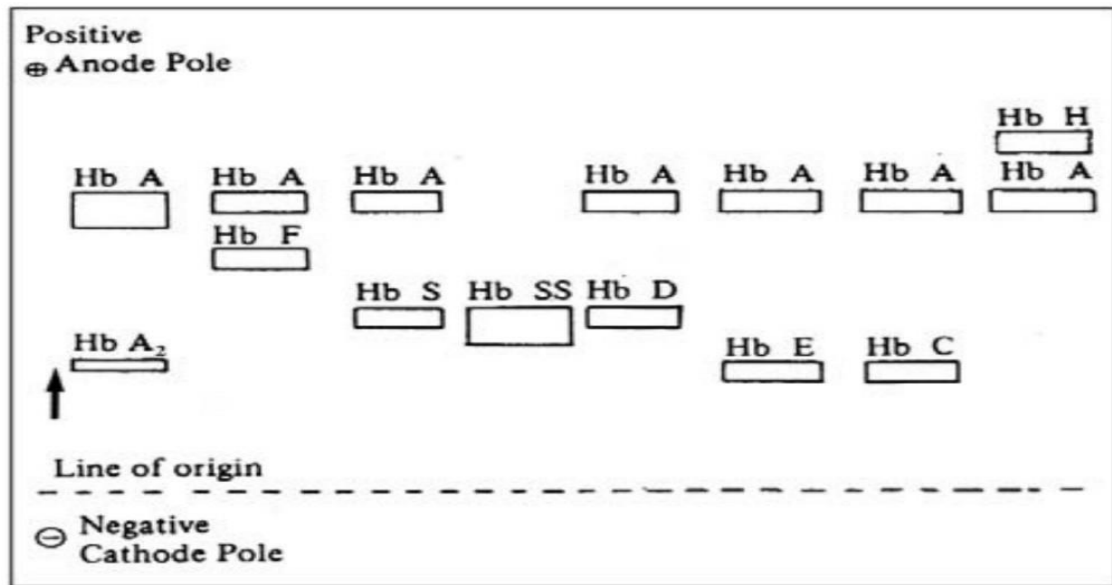 Positive
⊕ Anode Pole
Hb H
Hb A Hb A Hb A Hb A Hb A Hb A Hb A
Hb F
Hb S Hb SS Hb D
Hb A₂ Hb E Hb C
Line of origin
⊖ Negative
Cathode Pole